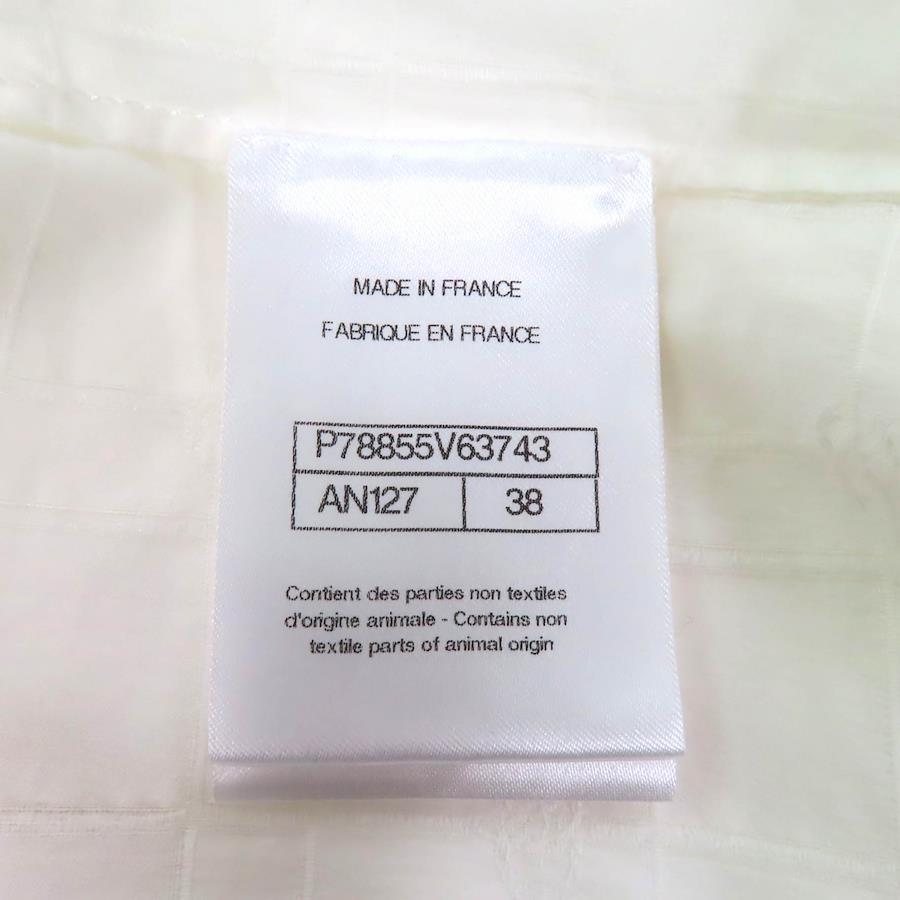 MADE IN FRANCE
FABRIQUE EN FRANCE
P78855V63743
AN127 38
Contient des parties non textiles
d'origine animale - Contains non
textile parts of animal origin